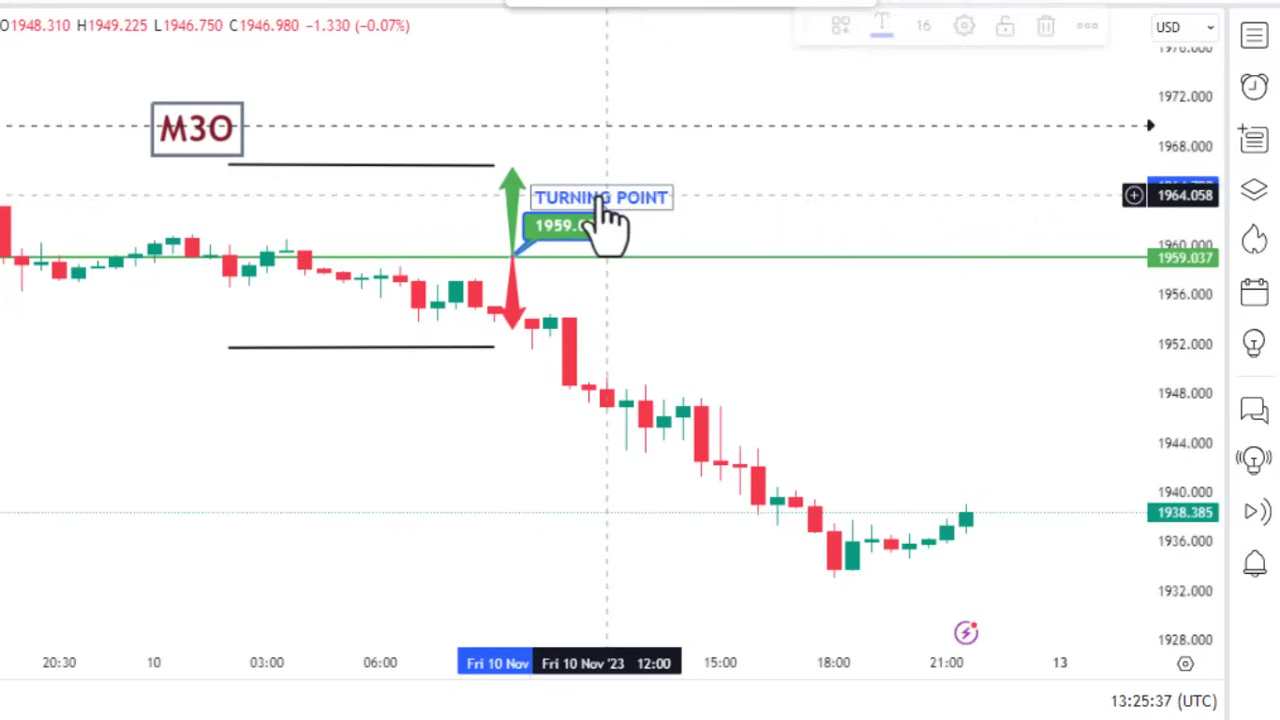 O1948.310 H1949.225 L1946.750 C1946.980 −1.330 (−0.07%)
16
USD
1972.000
M30
1968.000
TURNING POINT
1964.058
1959.
1960.000
1959.037
1956.000
1952.000
1948.000
1944.000
1940.000
1938.385
1936.000
1932.000
1928.000
20:30 10 03:00 06:00 Fri 10 Nov Fri 10 Nov '23 12:00 15:00 18:00 21:00 13
13:25:37 (UTC)